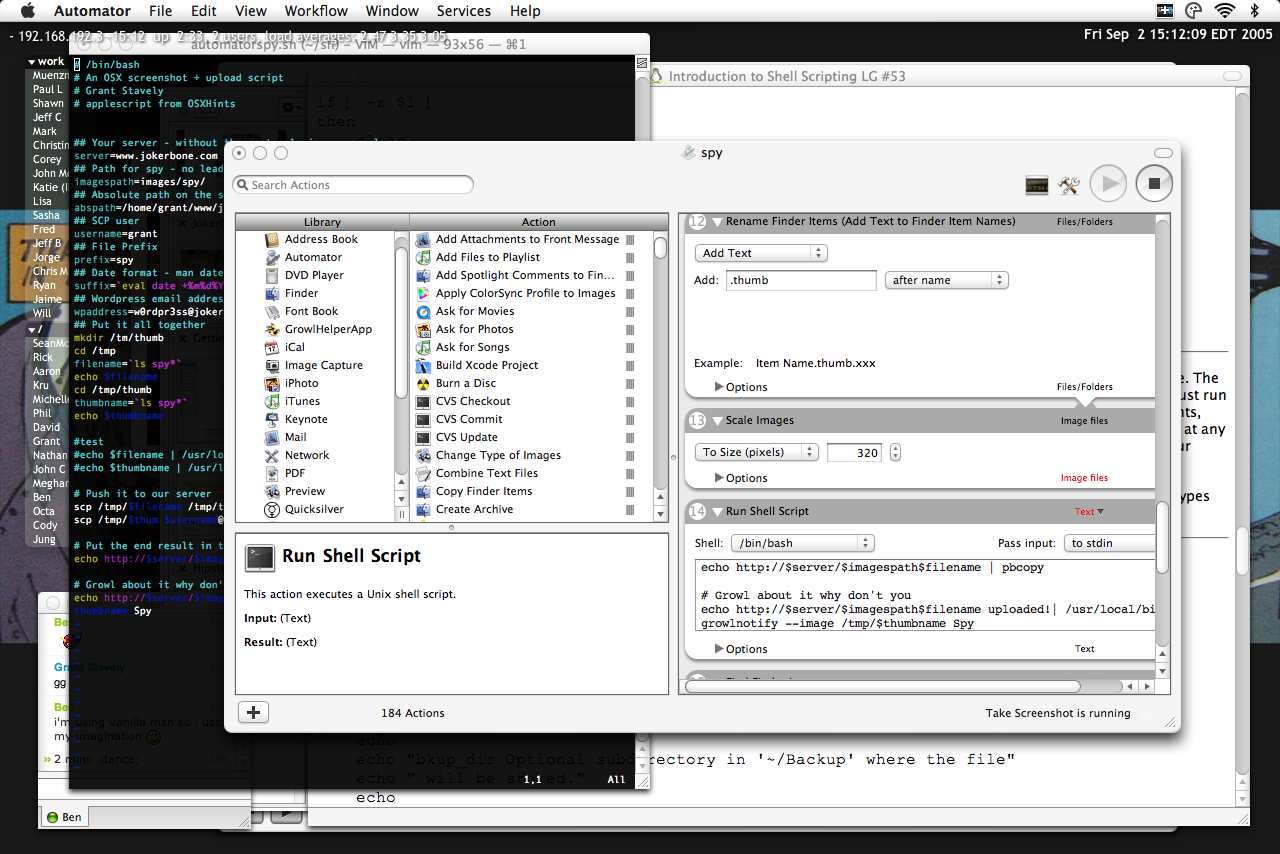 Automator File Edit View Workflow Window Services Help
- 192.168.192.3 - 15:12 up 2:33, 2 users, load averages: 2.47 3.35 3.05
Fri Sep 2 15:12:09 EDT 2005
automatorspy.sh (~/sh) – VIM — vim — 93x56 — ⌘1
work
Muenzn
Paul L
Shawn
Jeff C
Mark
Christin
Corey
John Mo
Katie (l
Lisa
Sasha
Fred
Jeff B
Jorge
Chris M
Ryan
Jaime
Will
/
SeanMc
Rick
Aaron
Kru
Michelle
Phil
David
Grant
Nathan
John C
Meghan
Ben
Octa
Cody
Jung
# /bin/bash
# An OSX screenshot + upload script
# Grant Stavely
# applescript from OSXHints
## Your server - without
server=www.jokerbone.com
## Path for spy - no lead
imagespath=images/spy/
## Absolute path on the s
abspath=/home/grant/www/j
## SCP user
username=grant
## File Prefix
prefix=spy
## Date format - man date
suffix=`eval date +%m%d%Y
## Wordpress email addres
wpaddress=w0rdpr3ss@joker
## Put it all together
mkdir /tm/thumb
cd /tmp
filename=`ls spy*`
echo $filename
cd /tmp/thumb
thumbname=`ls spy*`
echo $thumbname
#test
#echo $filename | /usr/lo
#echo $thumbname | /usr/l
# Push it to our server
scp /tmp/$filename /tmp/t
scp /tmp/$thum $username@
# Put the end result in t
echo http://$server/$imag
# Growl about it why don'
echo http://$server/$imag
thumbname Spy
1,1 All
if [ -z $1 ]
then
Introduction to Shell Scripting LG #53
e. The
ust run
nts,
at any
ur
ypes
echo
echo "bkup_dir Optional subdirectory in '~/Backup' where the file"
echo " will be stored."
echo
Grant Stavely
gg
Ben
i'm using vanilla msn so i use
my imagination
» 2 mins :dance;
Ben
spy
Search Actions
Library
Address Book
Automator
DVD Player
Finder
Font Book
GrowlHelperApp
iCal
Image Capture
iPhoto
iTunes
Keynote
Mail
Network
PDF
Preview
Quicksilver
Action
Add Attachments to Front Message
Add Files to Playlist
Add Spotlight Comments to Fin...
Apply ColorSync Profile to Images
Ask for Movies
Ask for Photos
Ask for Songs
Build Xcode Project
Burn a Disc
CVS Checkout
CVS Commit
CVS Update
Change Type of Images
Combine Text Files
Copy Finder Items
Create Archive
Run Shell Script
This action executes a Unix shell script.
Input: (Text)
Result: (Text)
184 Actions
12 Rename Finder Items (Add Text to Finder Item Names) Files/Folders
Add Text
Add: .thumb after name
Example: Item Name.thumb.xxx
Options Files/Folders
13 Scale Images Image files
To Size (pixels) 320
Options Image files
14 Run Shell Script Text
Shell: /bin/bash Pass input: to stdin
echo http://$server/$imagespath$filename | pbcopy
# Growl about it why don't you
echo http://$server/$imagespath$filename uploaded!| /usr/local/bi
growlnotify --image /tmp/$thumbname Spy
Options Text
Take Screenshot is running